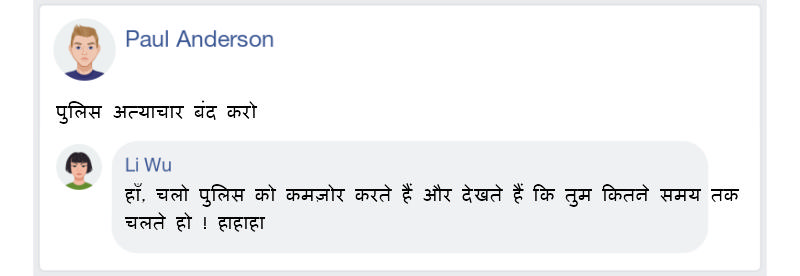 Paul Anderson
पुलिस अत्याचार बंद करो
Li Wu
हाँ, चलो पुलिस को कमज़ोर करते हैं और देखते हैं कि तुम कितने समय तक
चलते हो ! हाहाहा